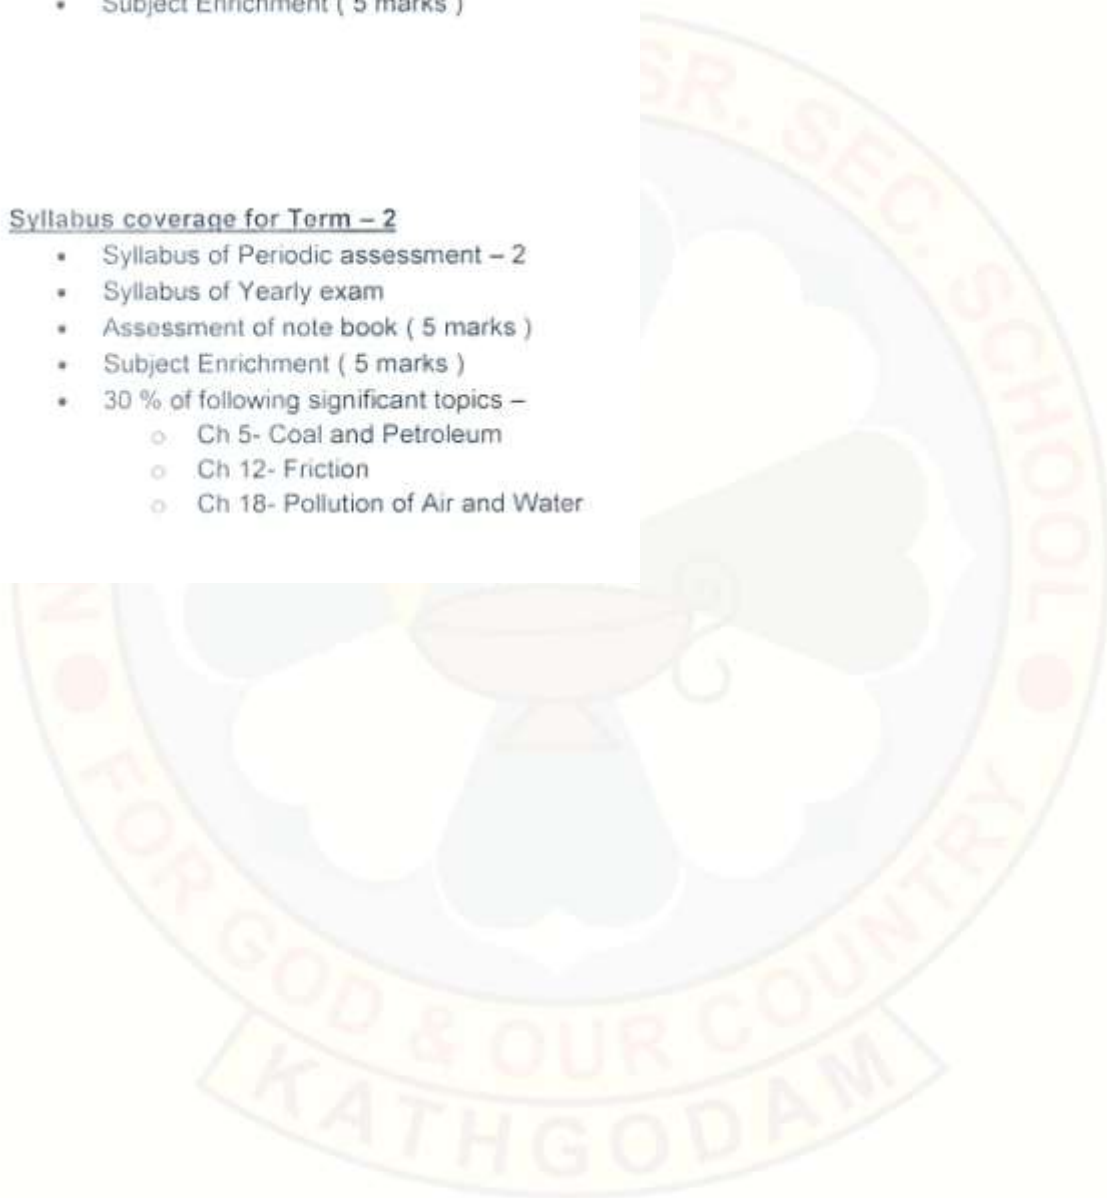 • Subject Enrichment ( 5 marks )
Syllabus coverage for Term – 2
• Syllabus of Periodic assessment – 2
• Syllabus of Yearly exam
• Assessment of note book ( 5 marks )
• Subject Enrichment ( 5 marks )
• 30 % of following significant topics –
○ Ch 5- Coal and Petroleum
○ Ch 12- Friction
○ Ch 18- Pollution of Air and Water
SR. SEC. SCHOOL
FOR GOD & OUR COUNTRY
KATHGODAM